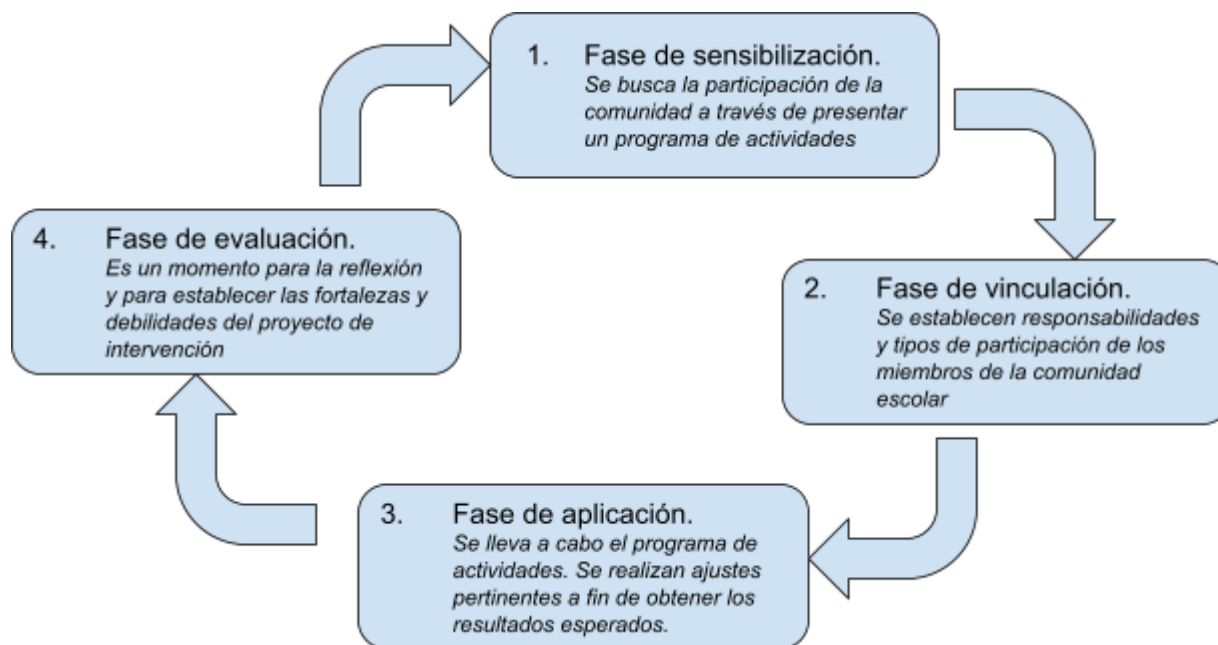 1. Fase de sensibilización.
Se busca la participación de la
comunidad a través de presentar
un programa de actividades
2. Fase de vinculación.
Se establecen responsabilidades
y tipos de participación de los
miembros de la comunidad
escolar
3. Fase de aplicación.
Se lleva a cabo el programa de
actividades. Se realizan ajustes
pertinentes a fin de obtener los
resultados esperados.
4. Fase de evaluación.
Es un momento para la reflexión
y para establecer las fortalezas y
debilidades del proyecto de
intervención